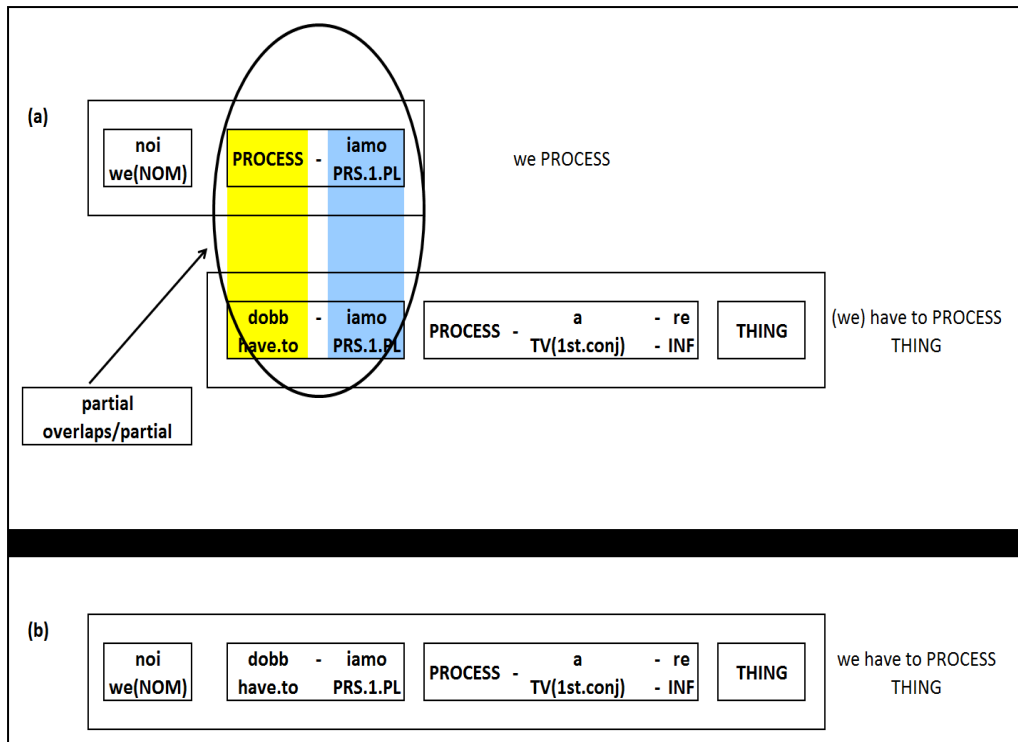 (a)
noi
we(NOM)
PROCESS - iamo
PRS.1.PL
we PROCESS
dobb - iamo
have.to PRS.1.PL
PROCESS - a - re
TV(1st.conj) - INF
THING
(we) have to PROCESS
THING
partial
overlaps/partial
(b)
noi
we(NOM)
dobb - iamo
have.to PRS.1.PL
PROCESS - a - re
TV(1st.conj) - INF
THING
we have to PROCESS
THING